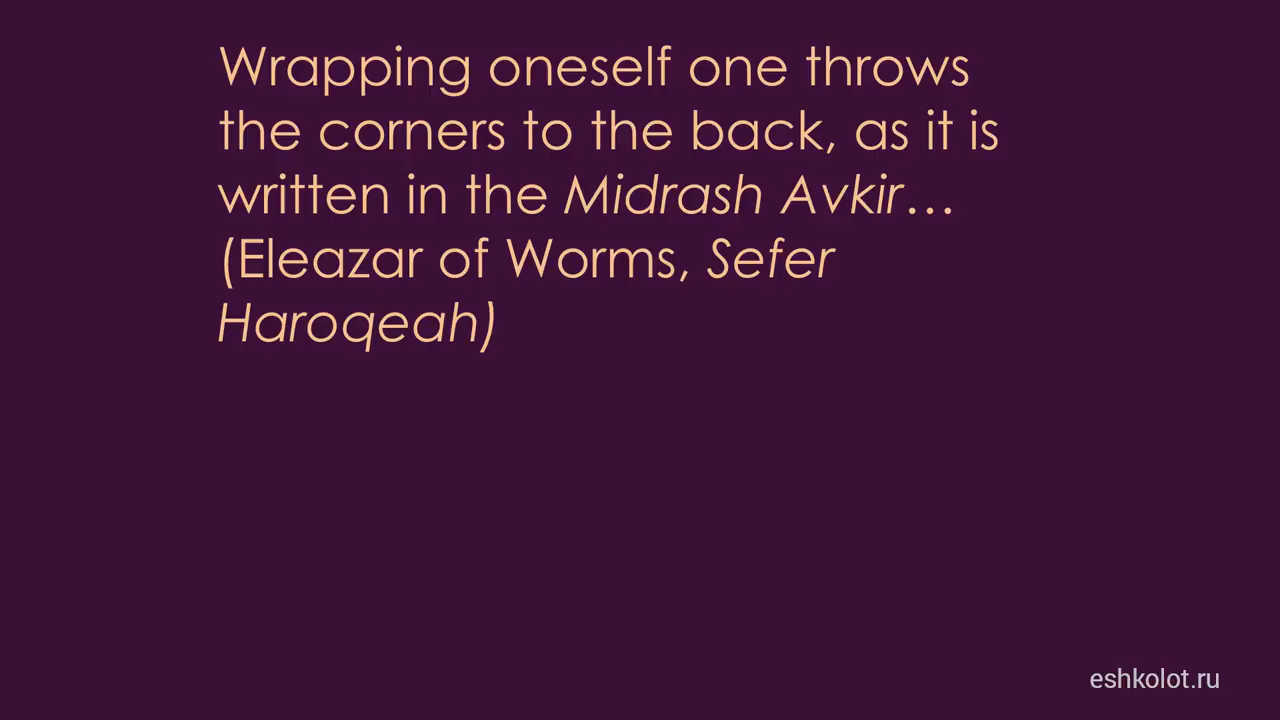 Wrapping oneself one throws
the corners to the back, as it is
written in the Midrash Avkir…
(Eleazar of Worms, Sefer
Haroqeah)
eshkolot.ru